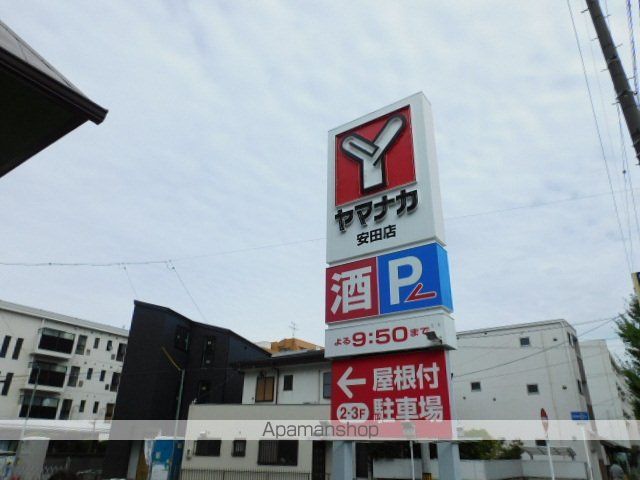 Y
ヤマナカ
安田店
酒 P
よる9:50まで
←屋根付
2・3F 駐車場
Apamanshop